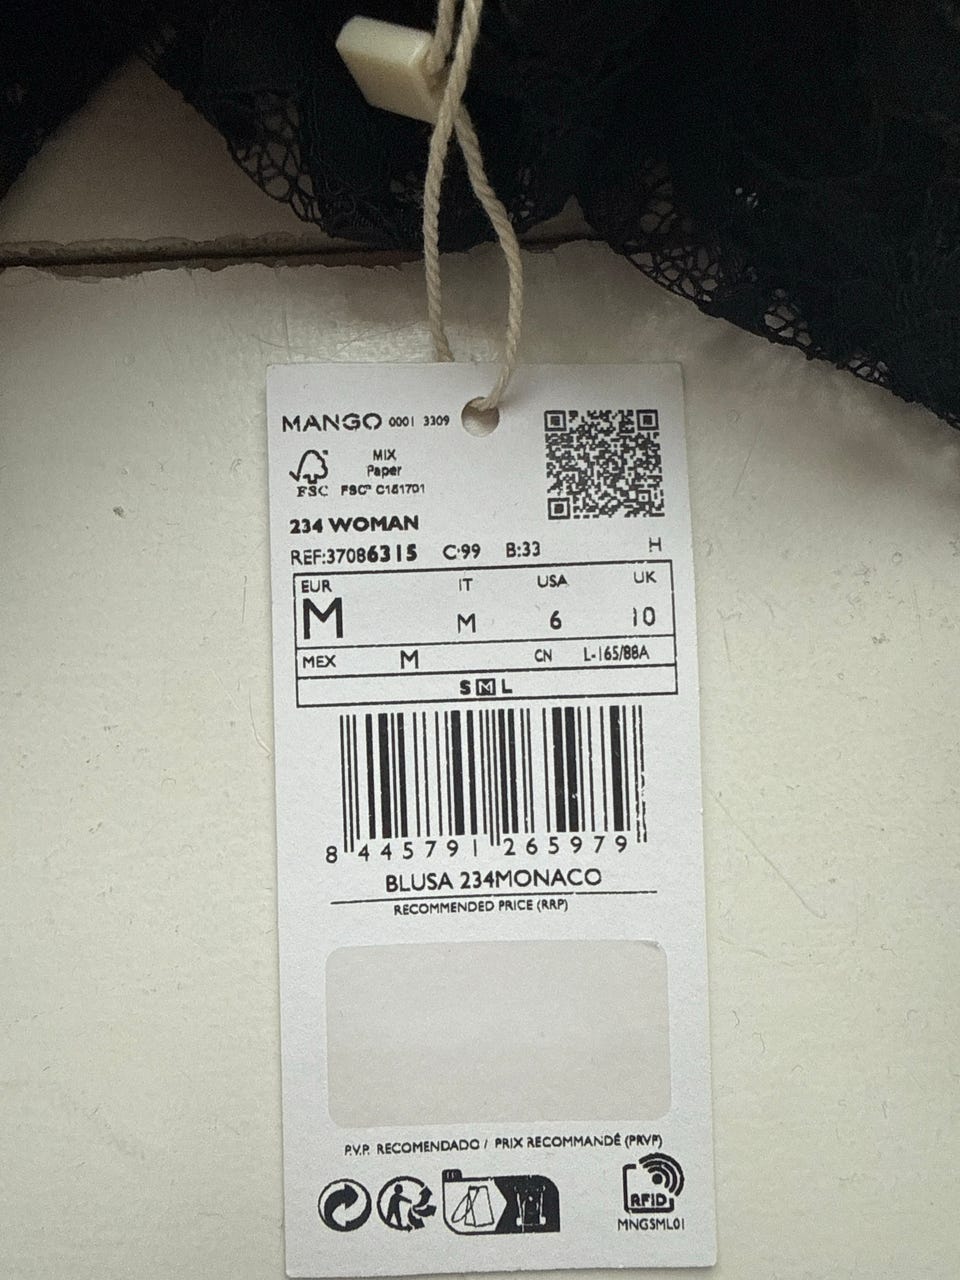 MANGO 0001 3309
MIX
Paper
FSC FSC® C161701
234 WOMAN
REF:37086315 C:99 B:33 H
EUR IT USA UK
M M 6 10
MEX M CN L-165/88A
S M L
8 445791 265979
BLUSA 234MONACO
RECOMMENDED PRICE (RRP)
P.V.P. RECOMENDADO / PRIX RECOMMANDÉ (PRVP)
RFID
MNGSML01